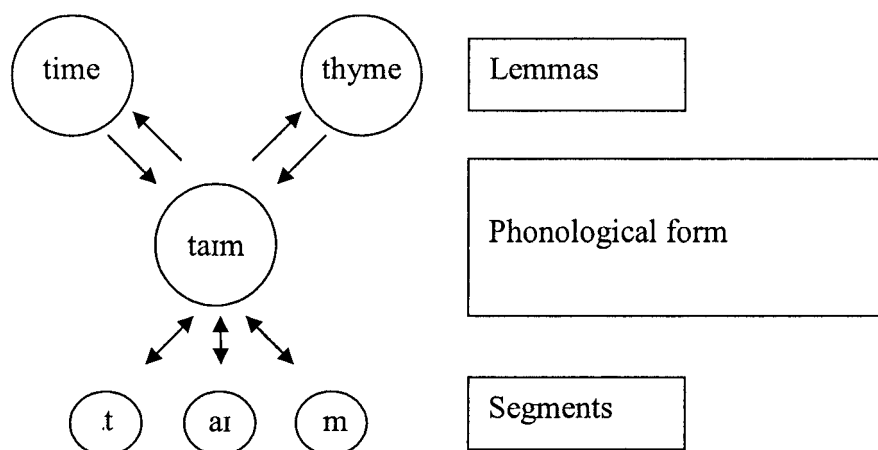 time
thyme
Lemmas
taɪm
Phonological form
t
aɪ
m
Segments